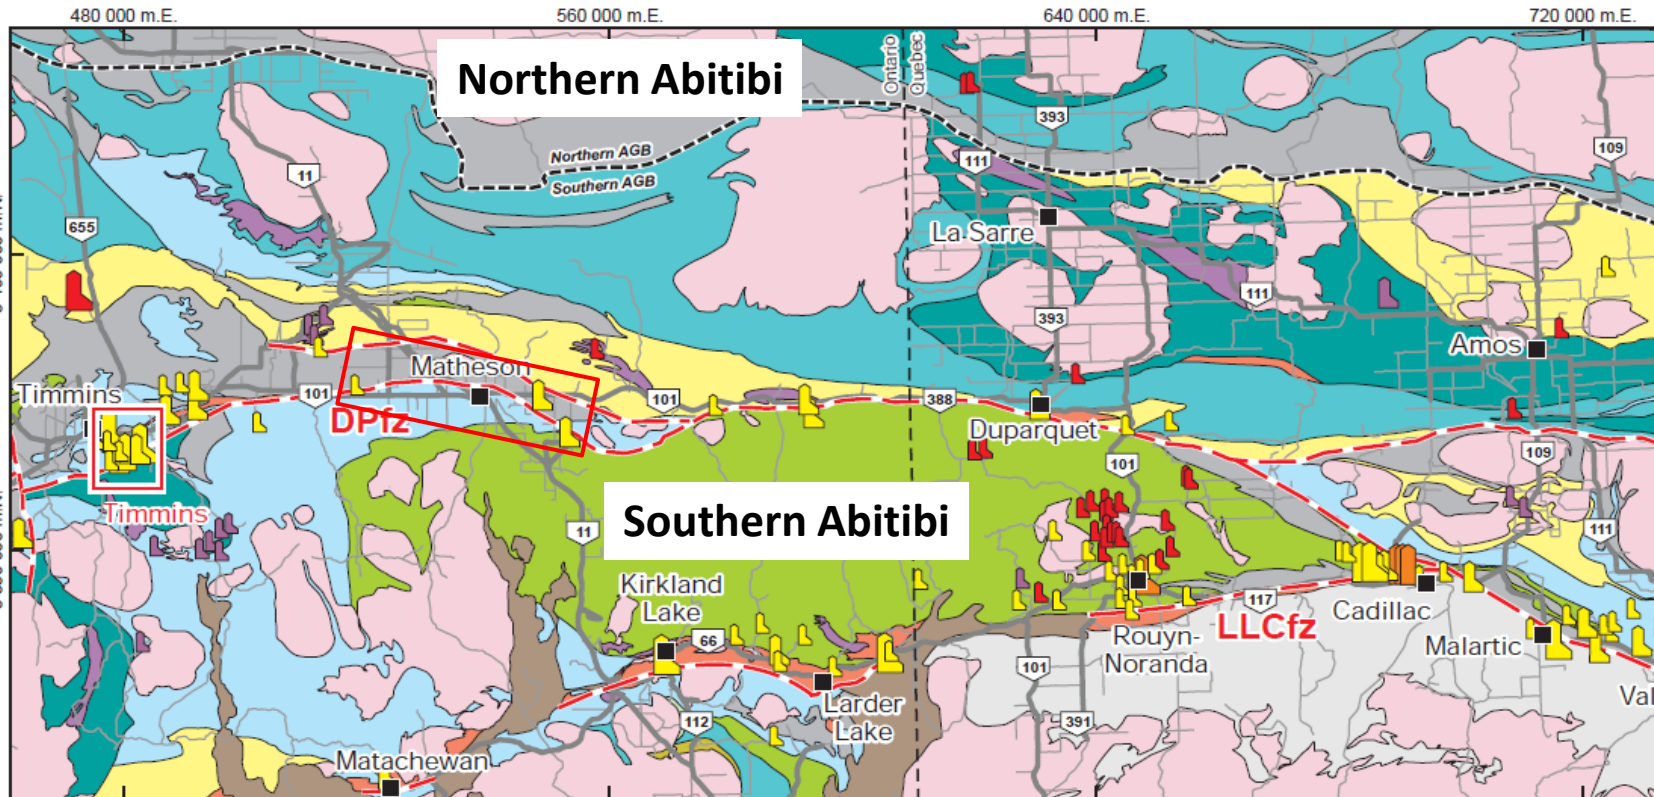 480 000 m.E.
560 000 m.E.
640 000 m.E.
720 000 m.E.
Ontario
Quebec
Northern Abitibi
393
111
109
Northern AGB
Southern AGB
11
655
La Sarre
111
393
Amos
Matheson
Timmins
101
101
388
DPfz
Duparquet
109
101
Timmins
Southern Abitibi
11
111
Kirkland
Lake
117
Cadillac
66
LLCfz
Rouyn-
Noranda
Malartic
101
Val
Larder
Lake
112
391
Matachewan